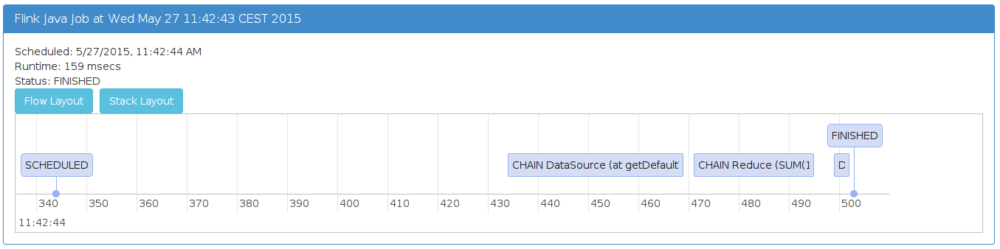 Flink Java Job at Wed May 27 11:42:43 CEST 2015
Scheduled: 5/27/2015, 11:42:44 AM
Runtime: 159 msecs
Status: FINISHED
Flow Layout Stack Layout
FINISHED
SCHEDULED CHAIN DataSource (at getDefault CHAIN Reduce (SUM(1 D
340 350 360 370 380 390 400 410 420 430 440 450 460 470 480 490 500
11:42:44